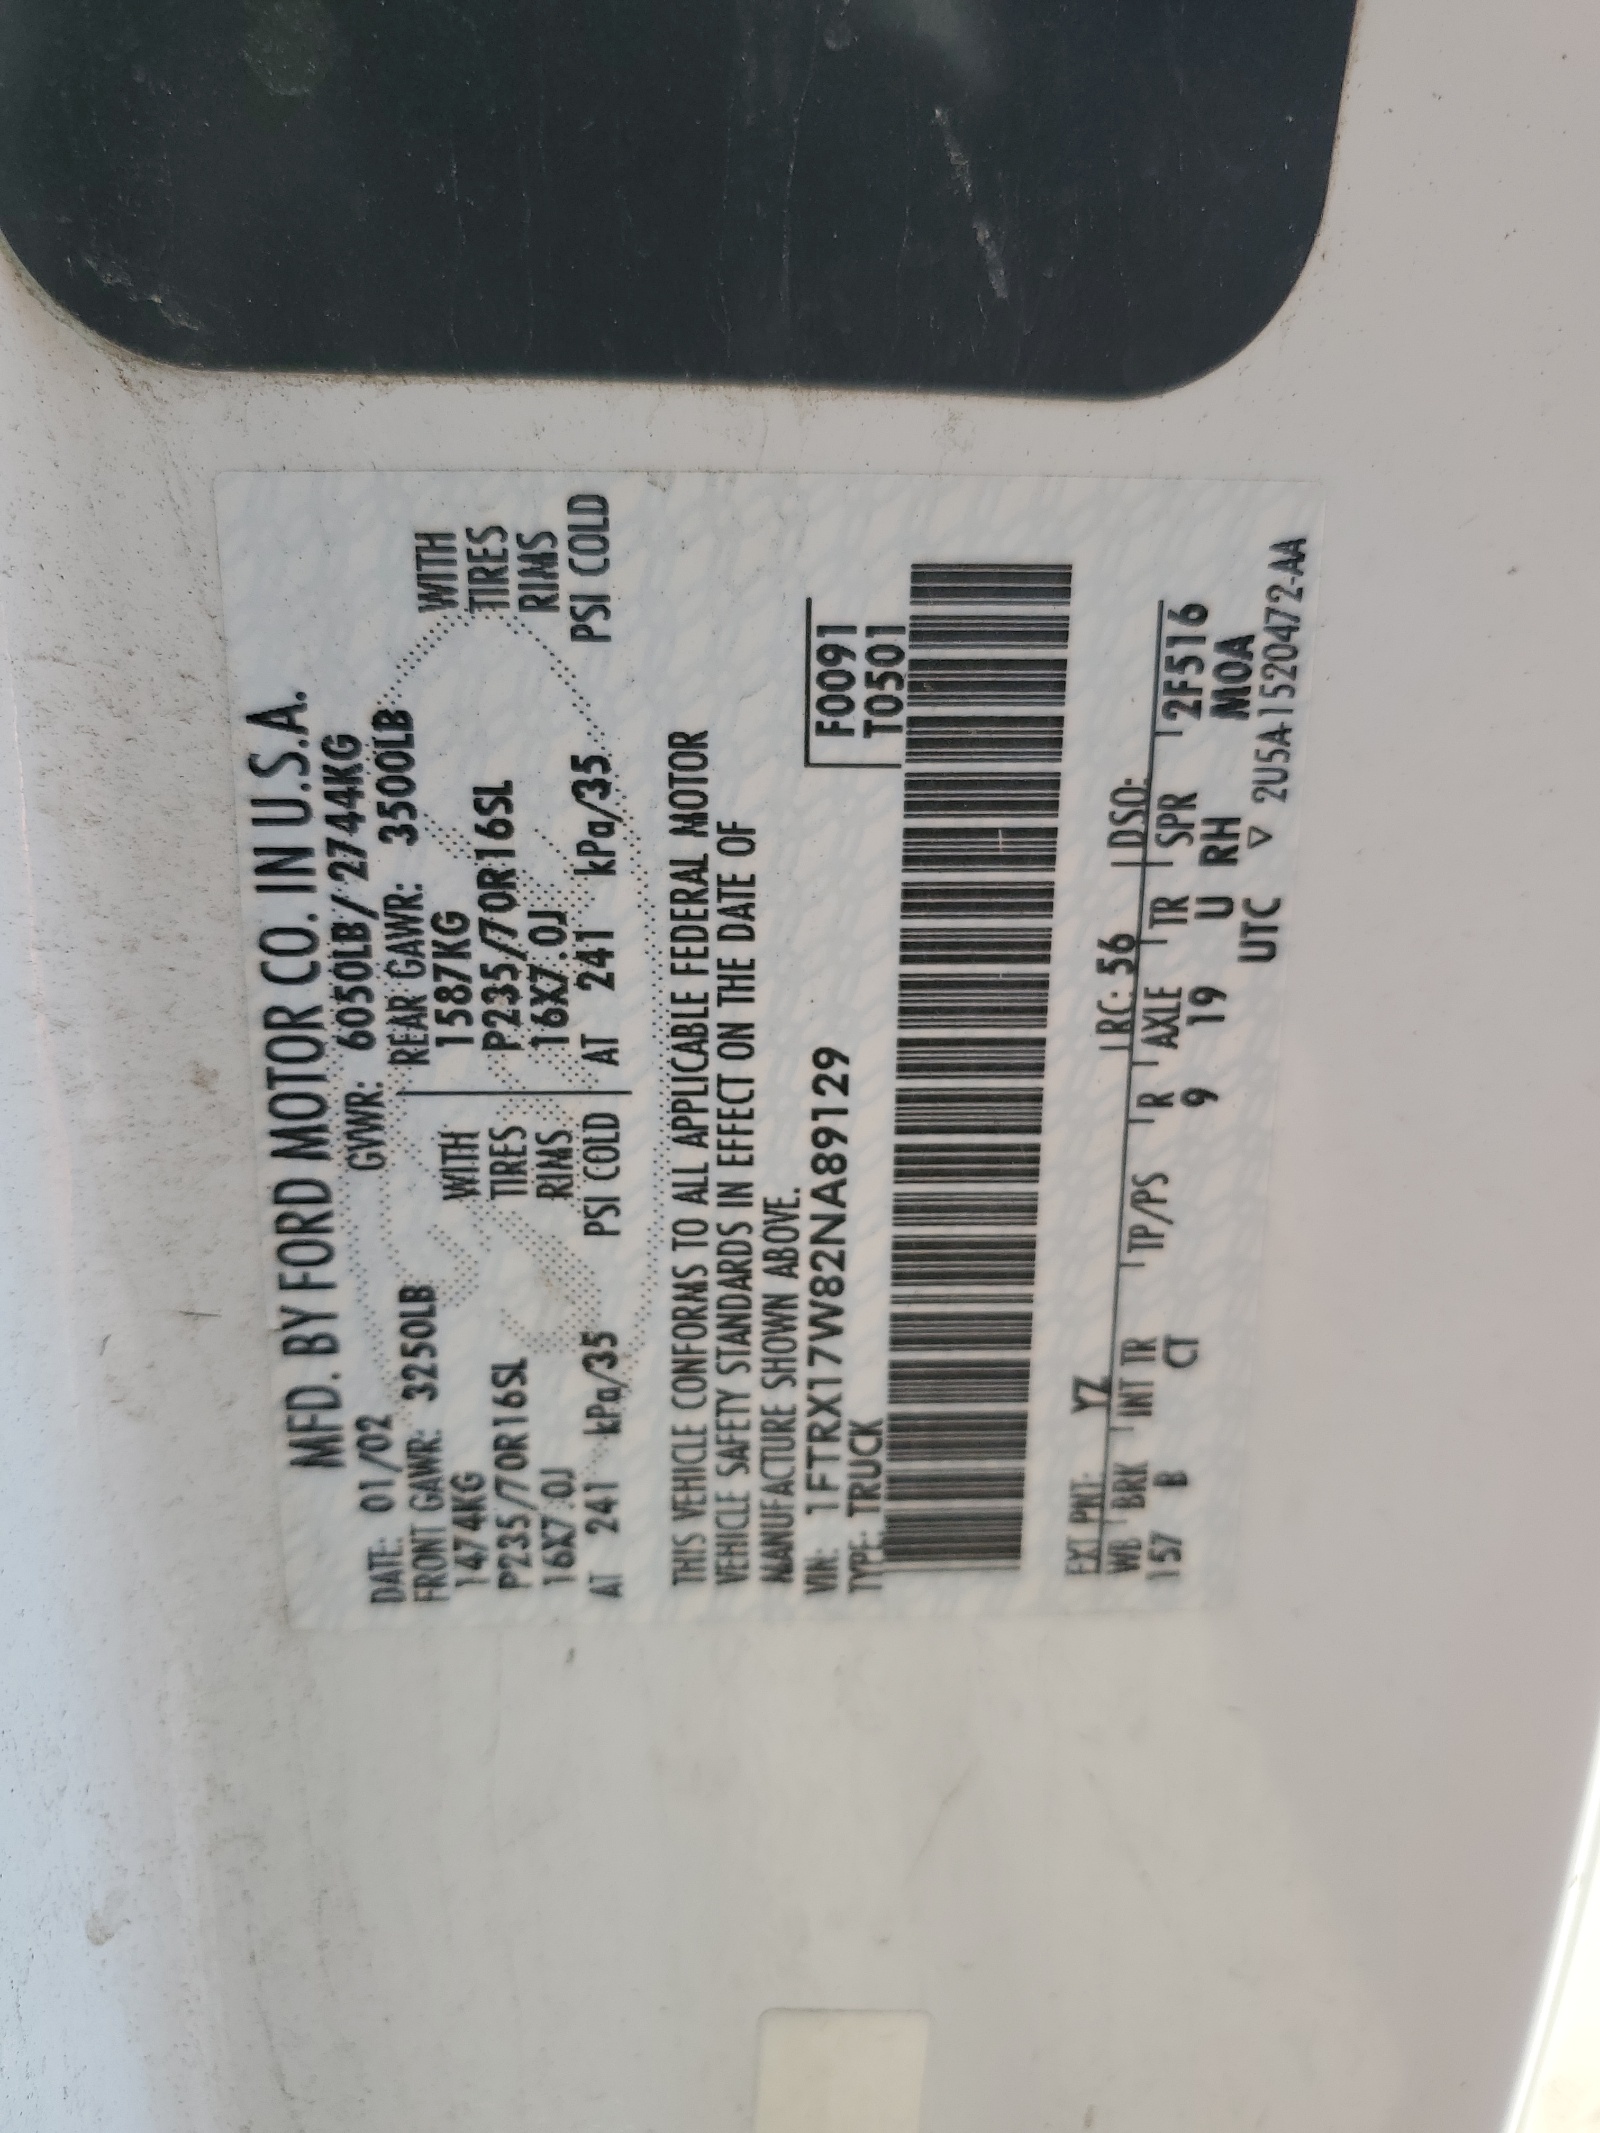 MFD. BY FORD MOTOR CO. IN U.S.A.
DATE: 01/02 GVWR: 6050LB/2744KG
FRONT GAWR: 3250LB REAR GAWR: 3500LB
1474KG WITH 1587KG WITH
P235/70R16SL TIRES P235/70R16SL TIRES
16X7.0J RIMS 16X7.0J RIMS
AT 241 kPa/35 PSI COLD AT 241 kPa/35 PSI COLD
THIS VEHICLE CONFORMS TO ALL APPLICABLE FEDERAL MOTOR
VEHICLE SAFETY STANDARDS IN EFFECT ON THE DATE OF
MANUFACTURE SHOWN ABOVE.
VIN: 1FTRX17W82NA89129 F0091
TYPE: TRUCK T0501
EXT PNT: YZ RC: 56 DSO:
WB BRK INT TR TP/PS R AXLE TR SPR 2F516
157 B CT 9 19 U RH M0A
UTC ▽ 2U5A-1520472-AA